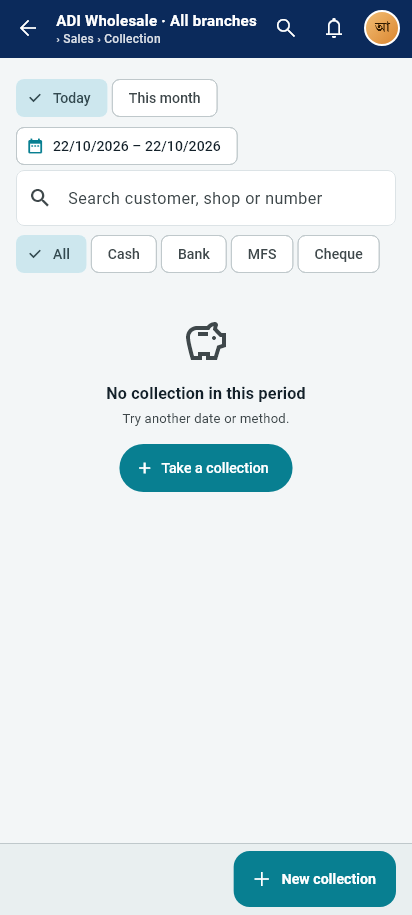 ADI Wholesale · All branches
› Sales › Collection
আ
Today
This month
22/10/2026 – 22/10/2026
Search customer, shop or number
All
Cash
Bank
MFS
Cheque
No collection in this period
Try another date or method.
+ Take a collection
+ New collection